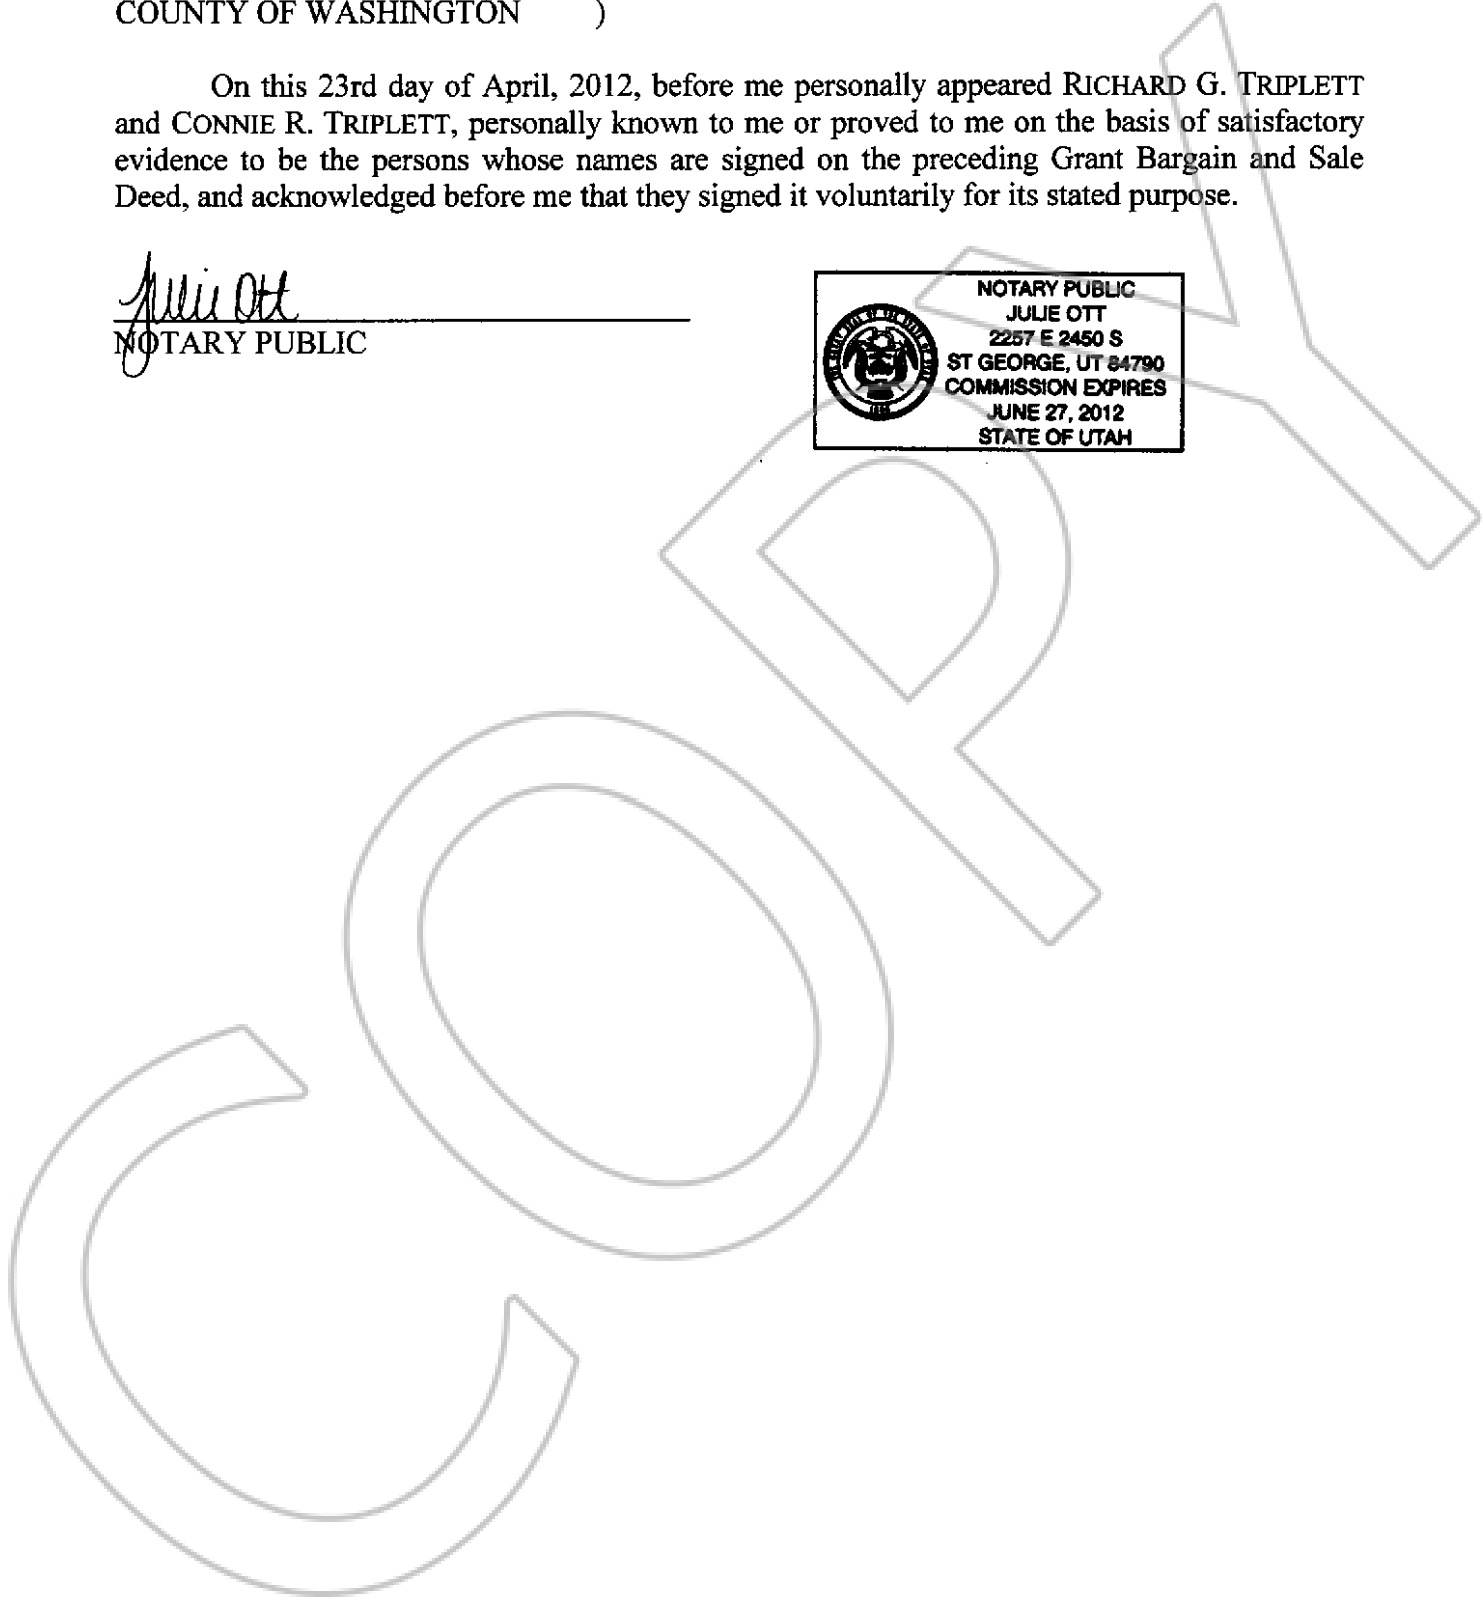 COUNTY OF WASHINGTON )
On this 23rd day of April, 2012, before me personally appeared RICHARD G. TRIPLETT
and CONNIE R. TRIPLETT, personally known to me or proved to me on the basis of satisfactory
evidence to be the persons whose names are signed on the preceding Grant Bargain and Sale
Deed, and acknowledged before me that they signed it voluntarily for its stated purpose.
Julie Ott
NOTARY PUBLIC
NOTARY PUBLIC
JULIE OTT
2257 E 2450 S
ST GEORGE, UT 84790
COMMISSION EXPIRES
JUNE 27, 2012
STATE OF UTAH
COPY